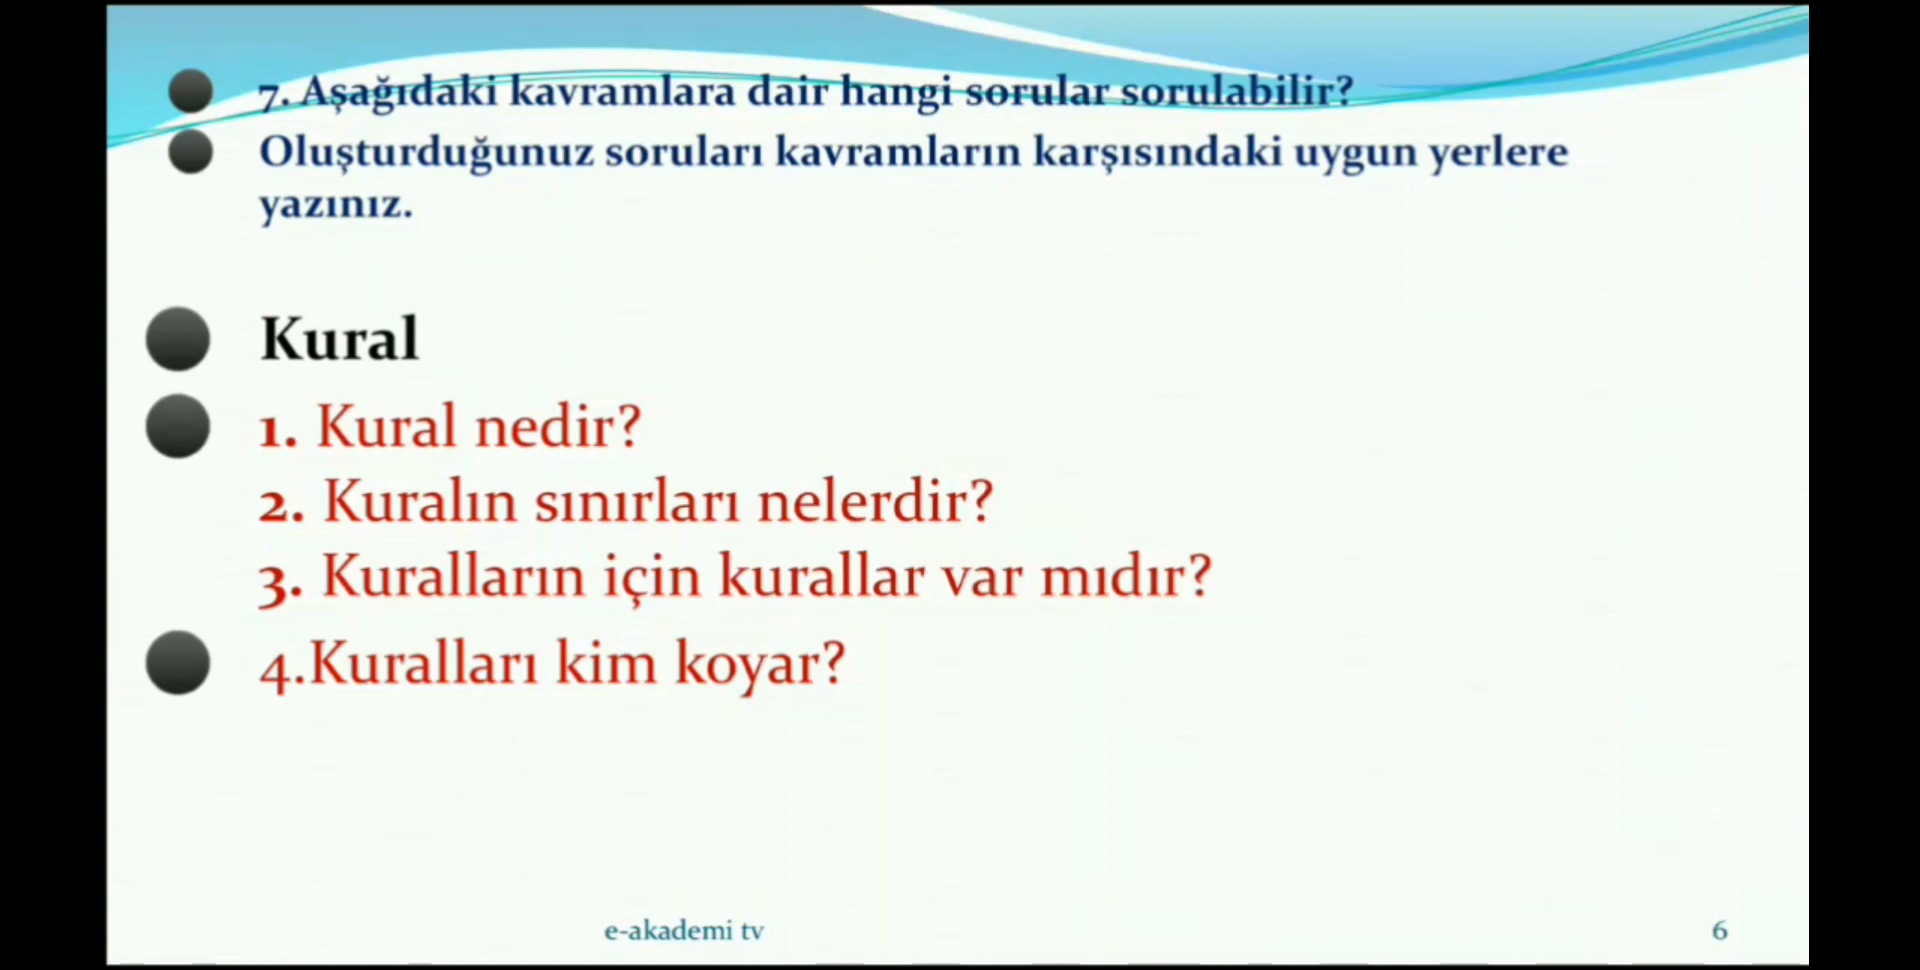 7. Aşağıdaki kavramlara dair hangi sorular sorulabilir?
Oluşturduğunuz soruları kavramların karşısındaki uygun yerlere
yazınız.
Kural
1. Kural nedir?
2. Kuralın sınırları nelerdir?
3. Kuralların için kurallar var mıdır?
4.Kuralları kim koyar?
e-akademi tv
6